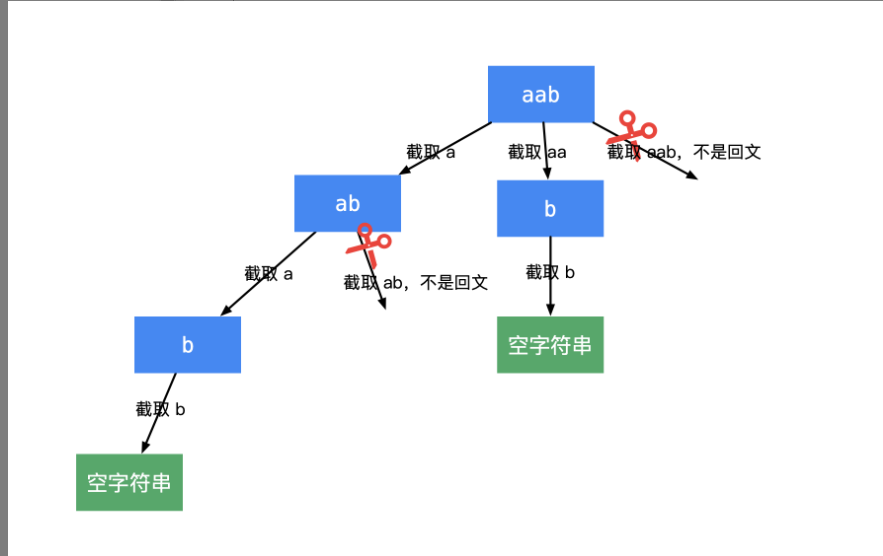 aab
截取 a
截取 aa
截取 aab，不是回文
ab
b
截取 a
截取 ab，不是回文
截取 b
b
空字符串
截取 b
空字符串